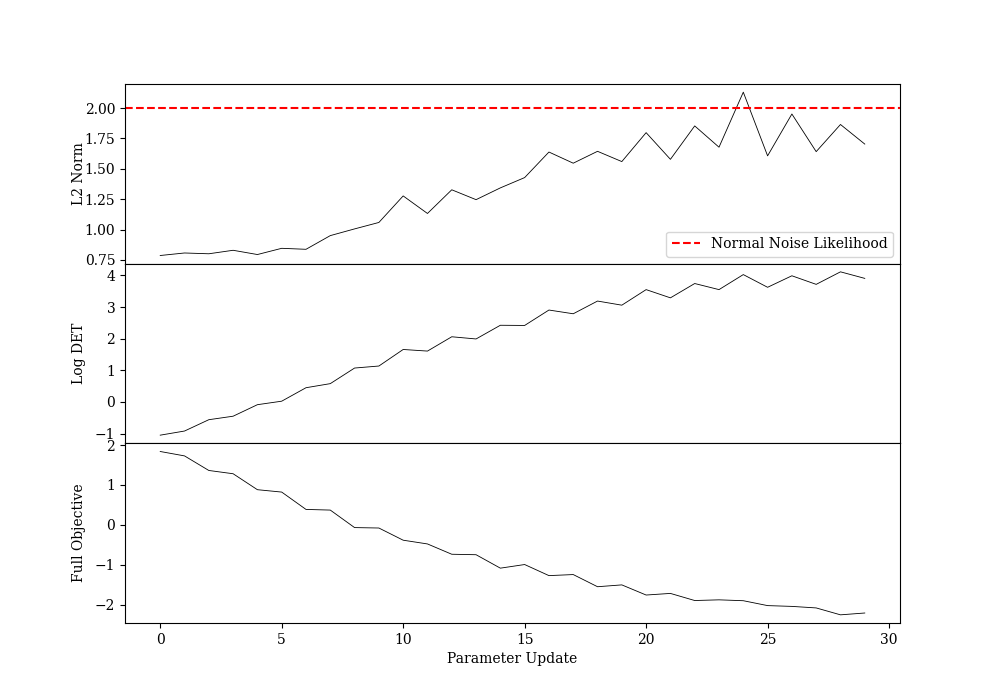 2.00
1.75
1.50
1.25
1.00
0.75
L2 Norm
Normal Noise Likelihood
4
3
2
1
0
−1
Log DET
2
1
0
−1
−2
Full Objective
0 5 10 15 20 25 30
Parameter Update